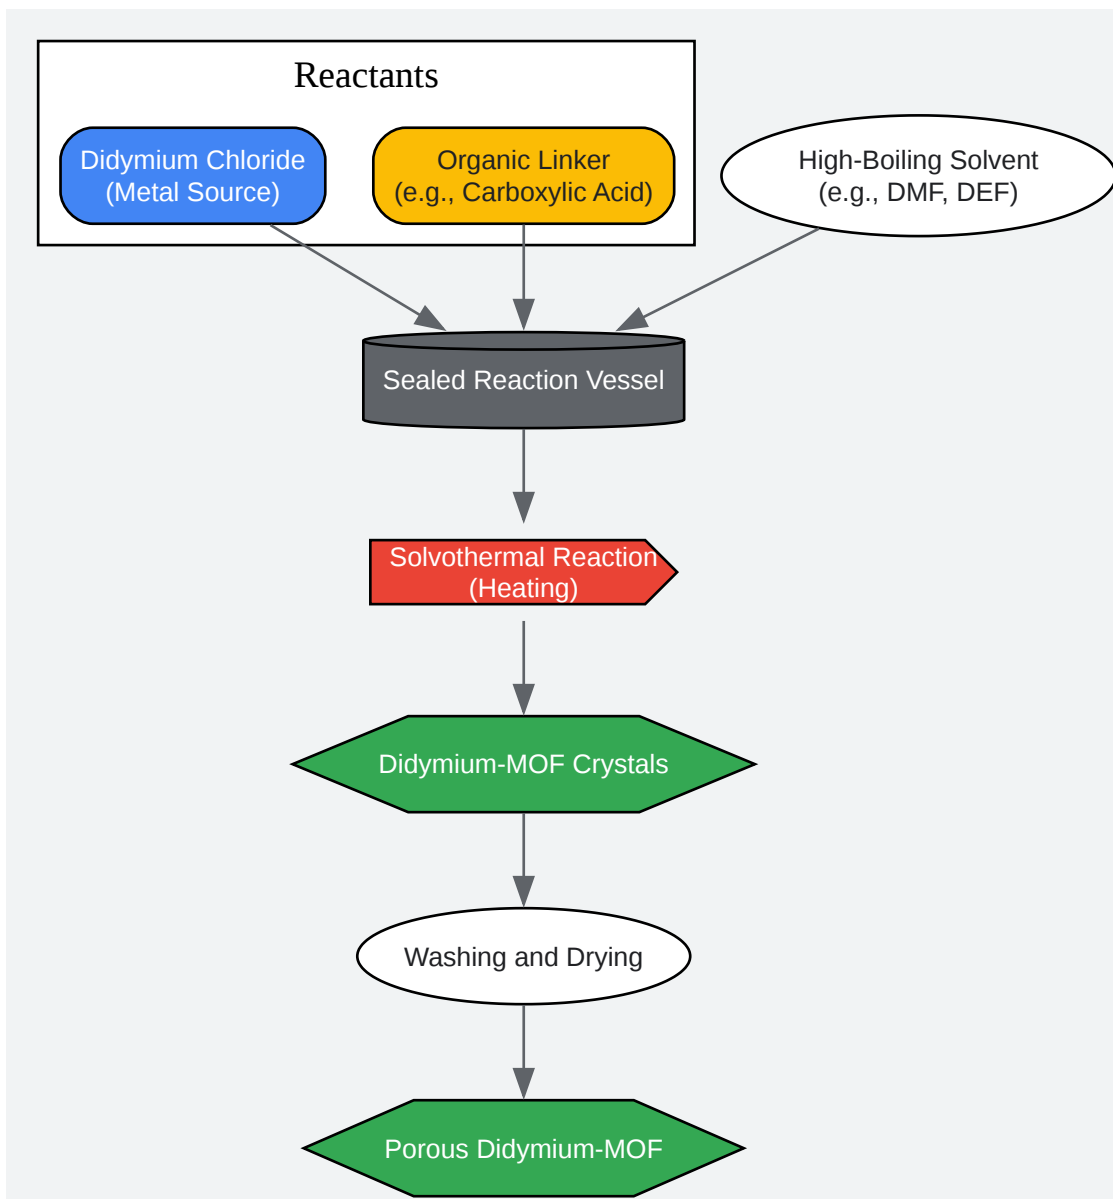 Reactants
Didymium Chloride
(Metal Source)
Organic Linker
(e.g., Carboxylic Acid)
High-Boiling Solvent
(e.g., DMF, DEF)
Sealed Reaction Vessel
Solvothermal Reaction
(Heating)
Didymium-MOF Crystals
Washing and Drying
Porous Didymium-MOF